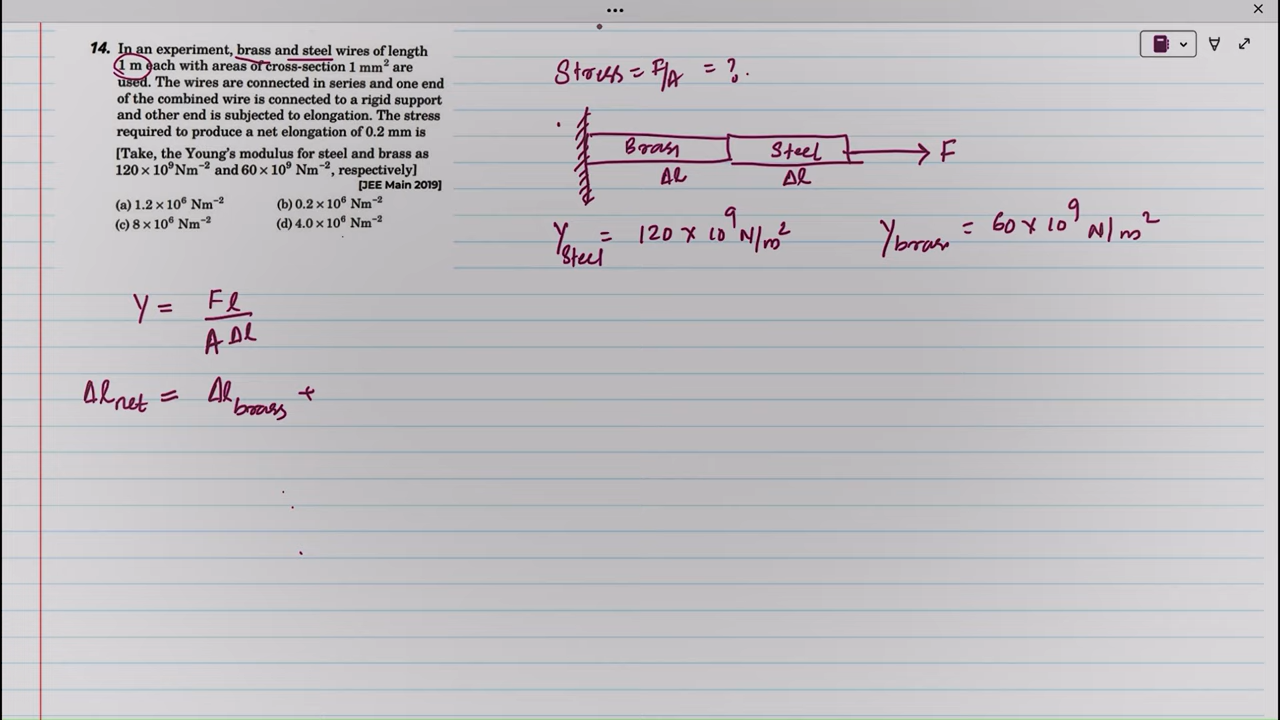 14. In an experiment, brass and steel wires of length
1 m each with areas of cross-section 1 mm² are
used. The wires are connected in series and one end
of the combined wire is connected to a rigid support
and other end is subjected to elongation. The stress
required to produce a net elongation of 0.2 mm is
[Take, the Young's modulus for steel and brass as
120 × 10⁹ Nm⁻² and 60 × 10⁹ Nm⁻², respectively]
[JEE Main 2019]
(a) 1.2 × 10⁶ Nm⁻² (b) 0.2 × 10⁶ Nm⁻²
(c) 8 × 10⁶ Nm⁻² (d) 4.0 × 10⁶ Nm⁻²
Stress = F/A = ?.
Brass Steel F
Δl Δl
Y_Steel = 120 × 10⁹ N/m² Y_brass = 60 × 10⁹ N/m²
Y = Fl / A Δl
Δl_net = Δl_brass +